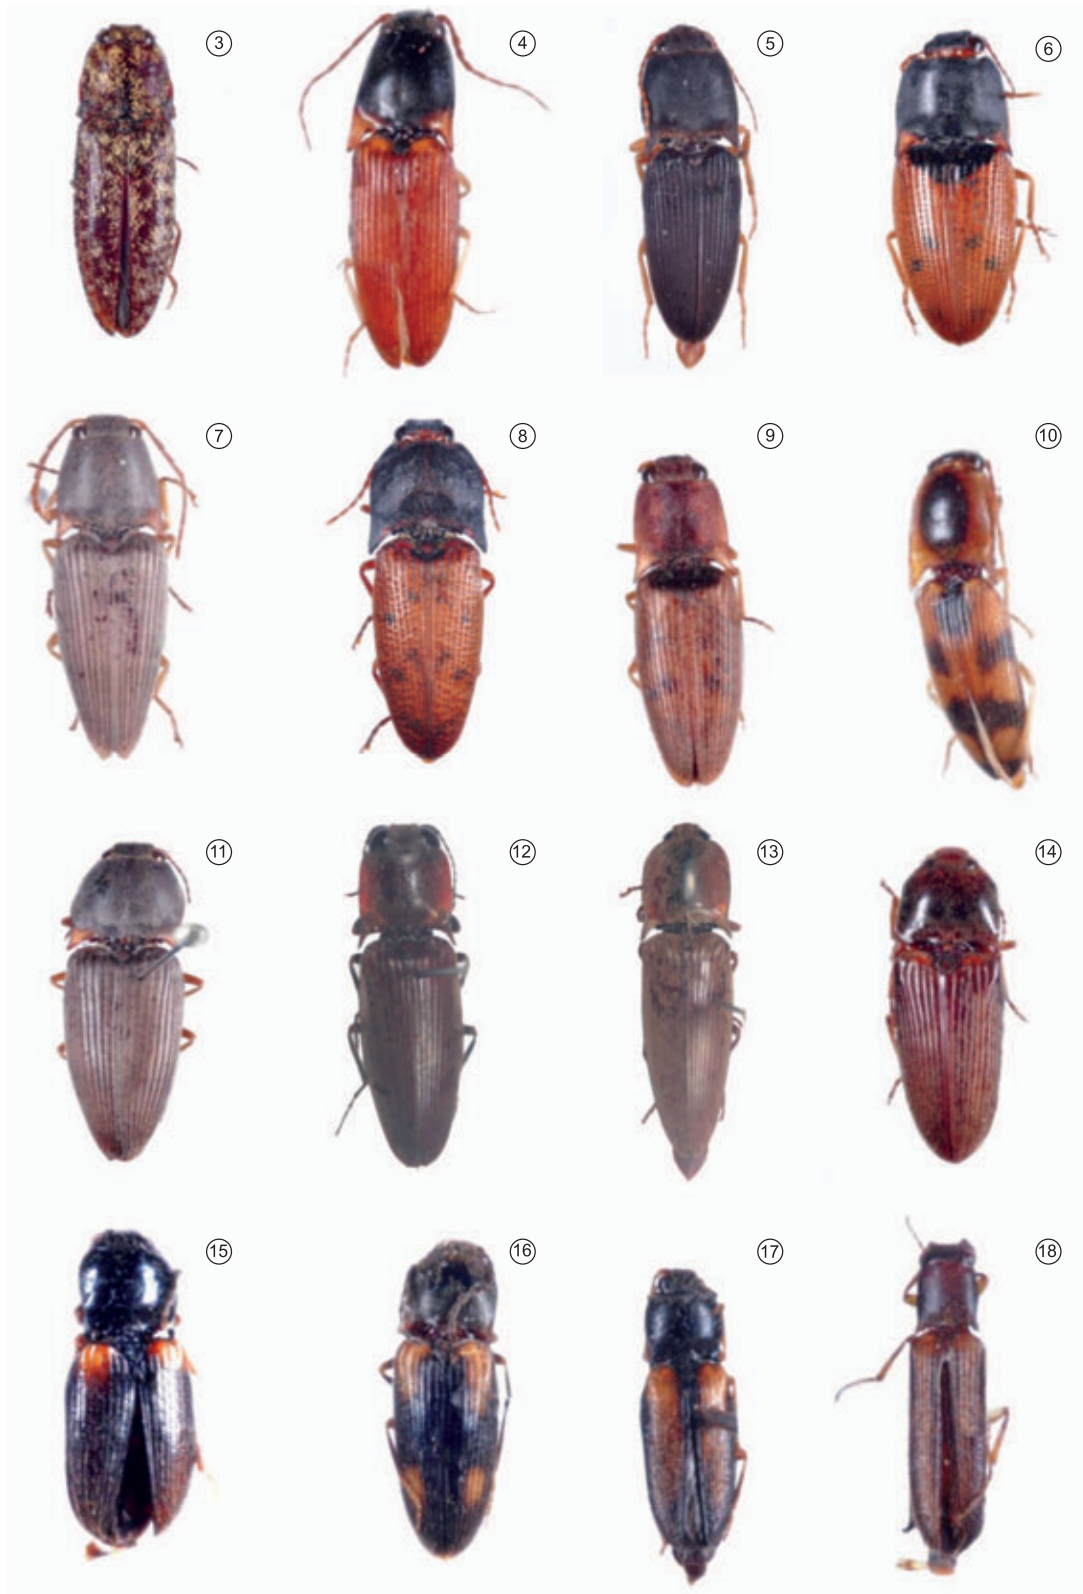 ③ ④ ⑤ ⑥
⑦ ⑧ ⑨ ⑩
⑪ ⑫ ⑬ ⑭
⑮ ⑯ ⑰ ⑱